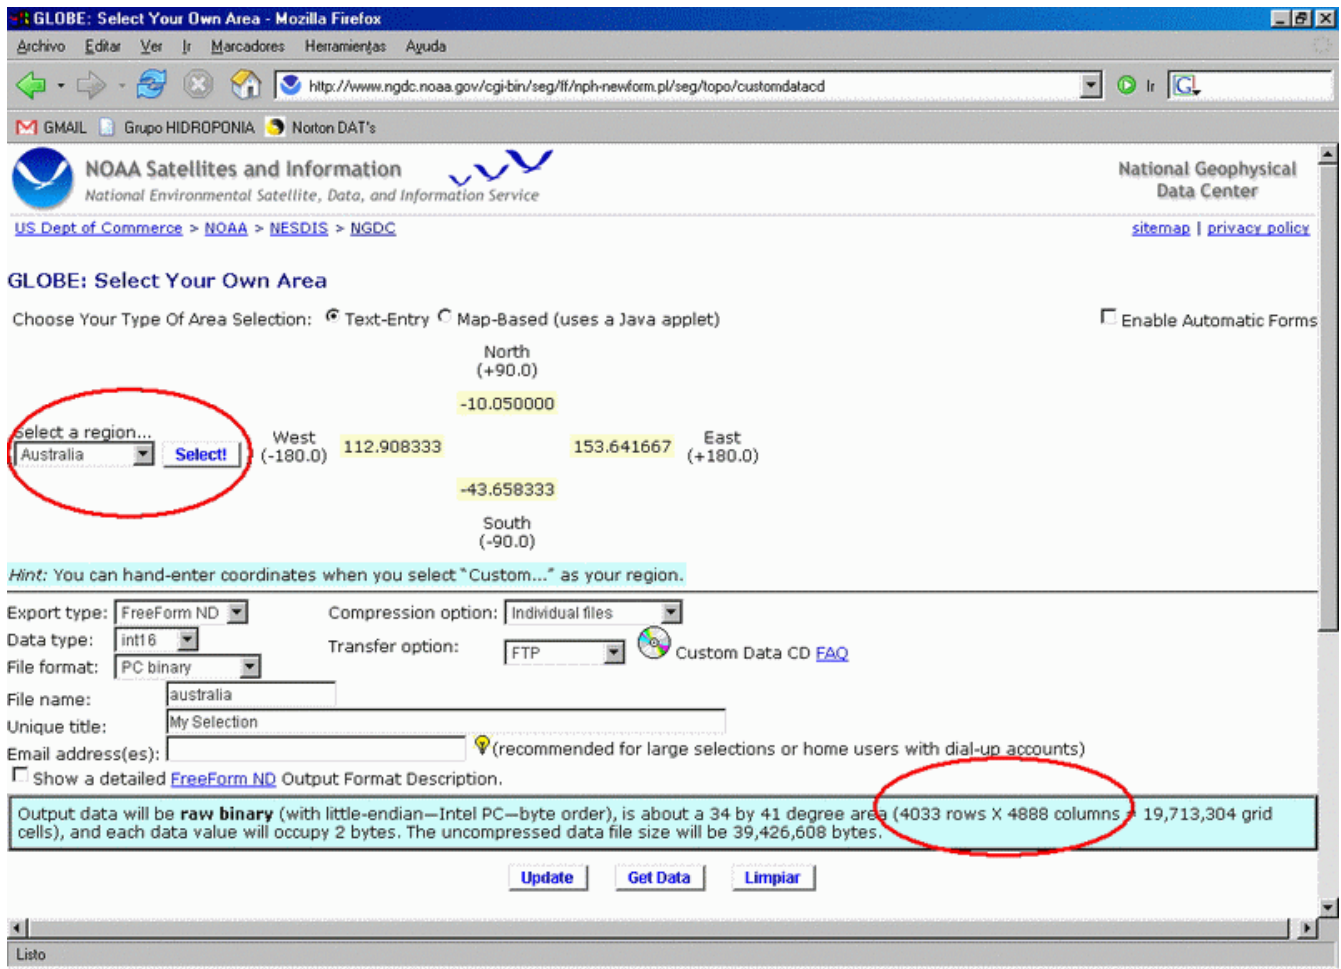 GLOBE: Select Your Own Area - Mozilla Firefox
Archivo Editar Ver Ir Marcadores Herramientas Ayuda
http://www.ngdc.noaa.gov/cgi-bin/seg/ff/nph-newform.pl/seg/topo/customdatacd Ir G
GMAIL Grupo HIDROPONIA Norton DAT's
NOAA Satellites and Information
National Environmental Satellite, Data, and Information Service
National Geophysical
Data Center
US Dept of Commerce > NOAA > NESDIS > NGDC
sitemap | privacy policy
GLOBE: Select Your Own Area
Choose Your Type Of Area Selection: Text-Entry Map-Based (uses a Java applet) Enable Automatic Forms
North
(+90.0)
-10.050000
Select a region...
Australia Select!
West
(-180.0)
112.908333
153.641667
East
(+180.0)
-43.658333
South
(-90.0)
Hint: You can hand-enter coordinates when you select "Custom..." as your region.
Export type: FreeForm ND Compression option: Individual files
Data type: int16 Transfer option: FTP Custom Data CD FAQ
File format: PC binary
File name: australia
Unique title: My Selection
Email address(es): (recommended for large selections or home users with dial-up accounts)
Show a detailed FreeForm ND Output Format Description.
Output data will be raw binary (with little-endian—Intel PC—byte order), is about a 34 by 41 degree area (4033 rows X 4888 columns = 19,713,304 grid
cells), and each data value will occupy 2 bytes. The uncompressed data file size will be 39,426,608 bytes.
Update Get Data Limpiar
Listo